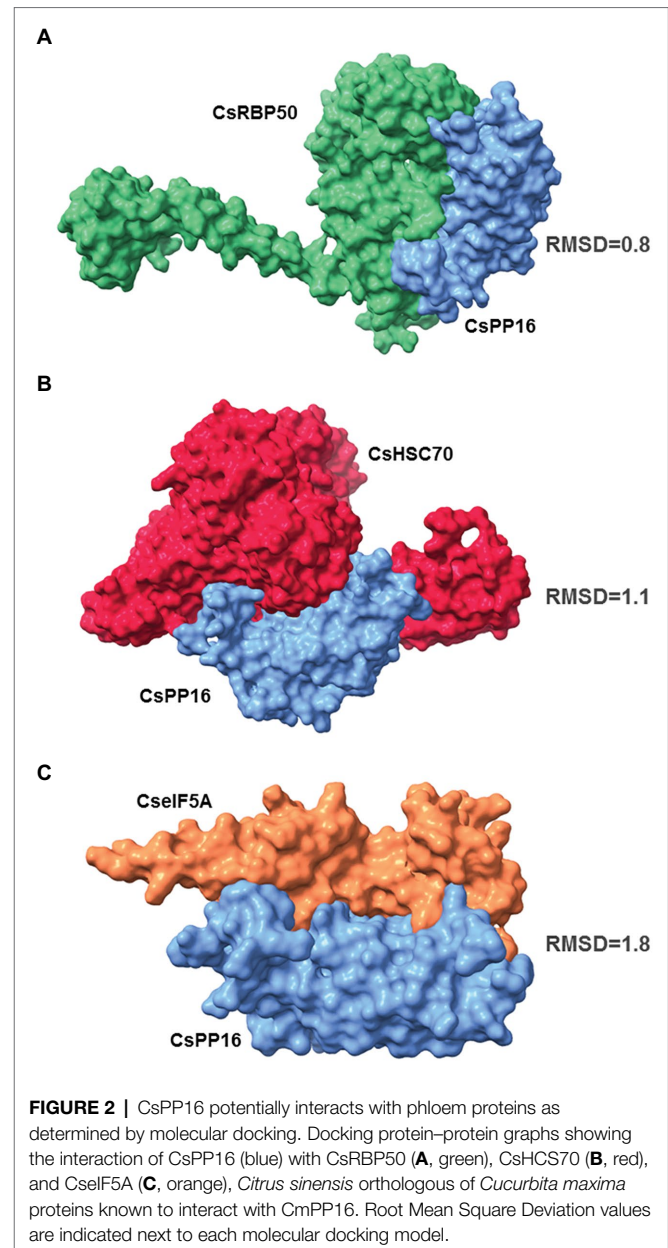 A
CsRBP50
RMSD=0.8
CsPP16
B
CsHSC70
RMSD=1.1
CsPP16
C
CseIF5A
RMSD=1.8
CsPP16
FIGURE 2 | CsPP16 potentially interacts with phloem proteins as
determined by molecular docking. Docking protein–protein graphs showing
the interaction of CsPP16 (blue) with CsRBP50 (A, green), CsHCS70 (B, red),
and CseIF5A (C, orange), Citrus sinensis orthologous of Cucurbita maxima
proteins known to interact with CmPP16. Root Mean Square Deviation values
are indicated next to each molecular docking model.